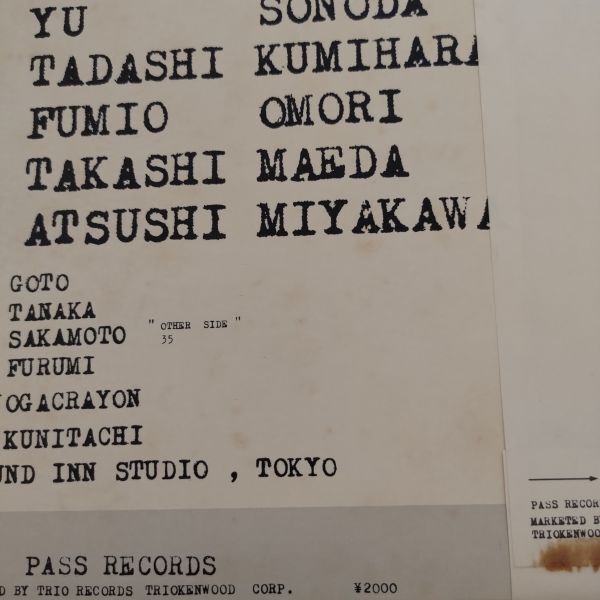 YU SONODA
TADASHI KUMIHARA
FUMIO OMORI
TAKASHI MAEDA
ATSUSHI MIYAKAWA
GOTO
TANAKA
SAKAMOTO " OTHER SIDE "
35
FURUMI
OGACRAYON
KUNITACHI
UND INN STUDIO , TOKYO
PASS RECORDS
D BY TRIO RECORDS TRIOKENWOOD CORP. ¥2000
PASS RECOR
MARKETED B
TRIOKENWOO